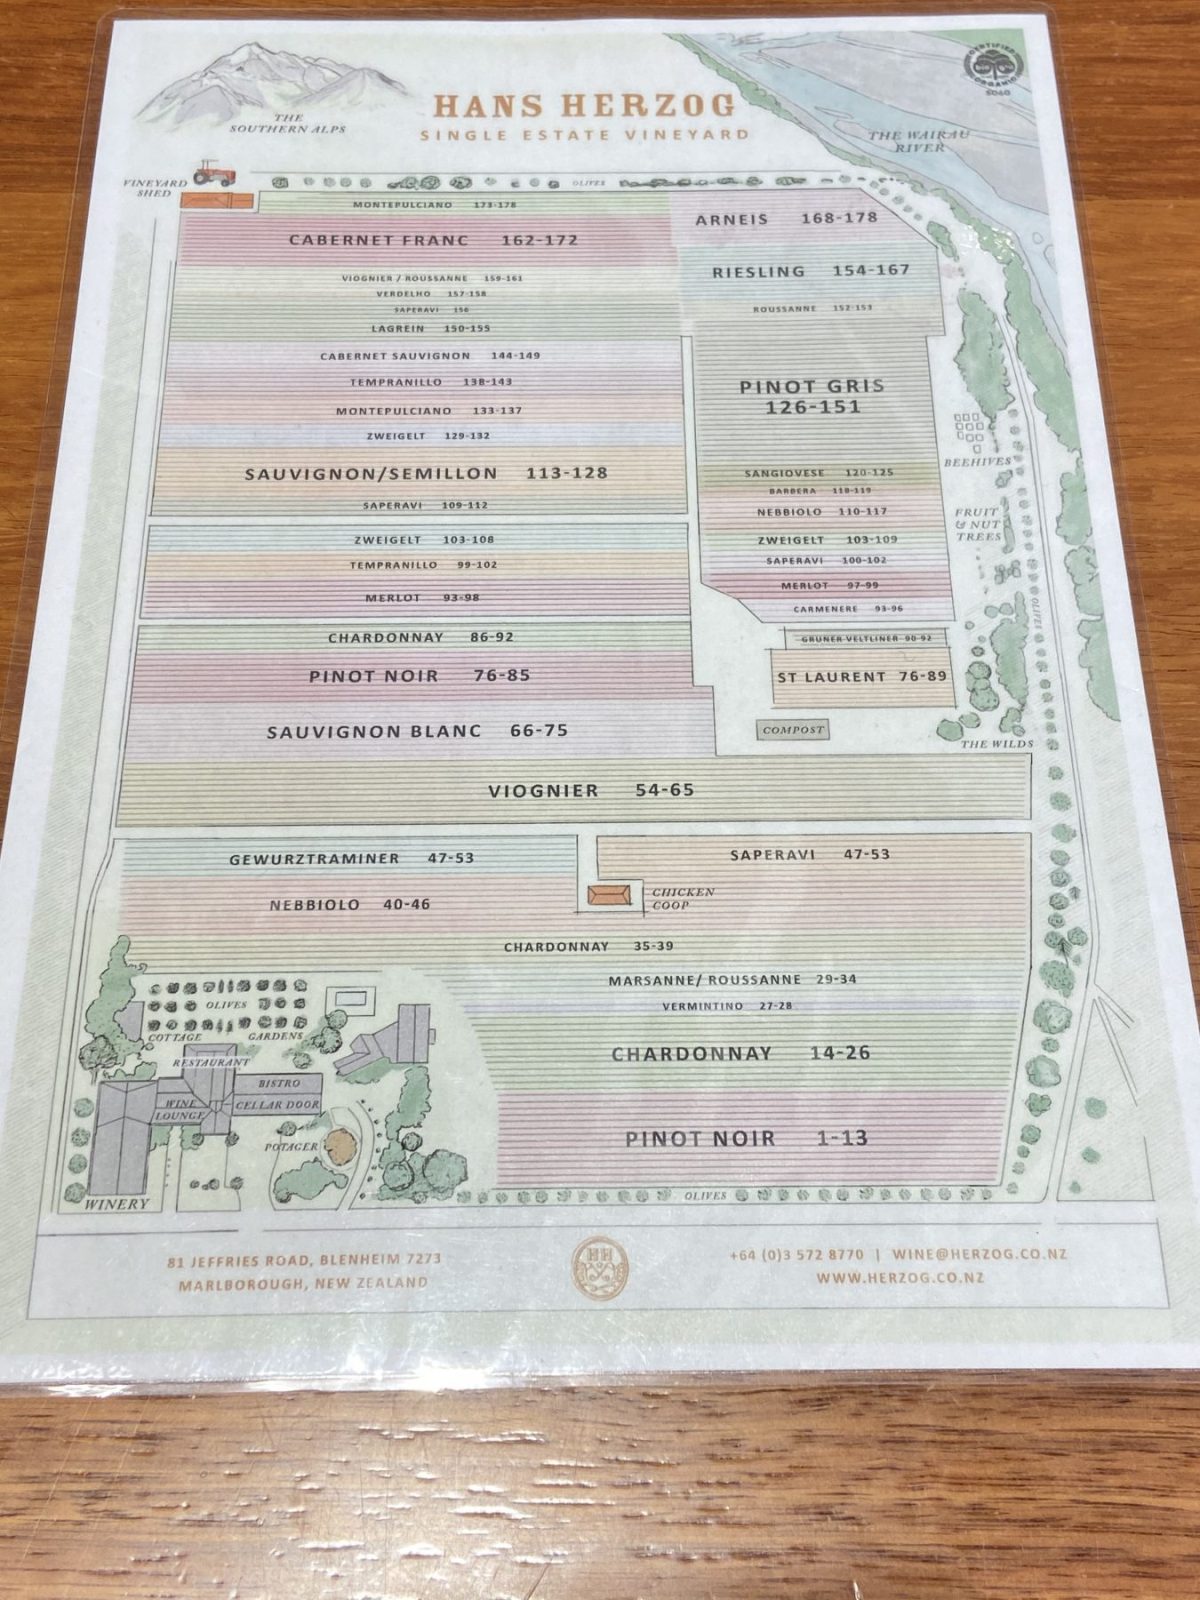 HANS HERZOG
SINGLE ESTATE VINEYARD
THE
SOUTHERN ALPS
CERTIFIED
ORGANIC
THE WAIRAU
RIVER
VINEYARD
SHED
OLIVES
MONTEPULCIANO 173-178
CABERNET FRANC 162-172
VIOGNIER / ROUSSANNE 159-161
VERDELHO 157-158
SAPERAVI 156
LAGREIN 150-155
CABERNET SAUVIGNON 144-149
TEMPRANILLO 138-143
MONTEPULCIANO 133-137
ZWEIGELT 129-132
SAUVIGNON/SEMILLON 113-128
SAPERAVI 109-112
ZWEIGELT 103-108
TEMPRANILLO 99-102
MERLOT 93-98
CHARDONNAY 86-92
PINOT NOIR 76-85
SAUVIGNON BLANC 66-75
ARNEIS 168-178
RIESLING 154-167
ROUSSANNE 152-153
PINOT GRIS
126-151
SANGIOVESE 120-125
BARBERA 118-119
NEBBIOLO 110-117
ZWEIGELT 103-109
SAPERAVI 100-102
MERLOT 97-99
CARMENERE 93-96
GRUNER VELTLINER 90-92
ST LAURENT 76-89
COMPOST
BEEHIVES
FRUIT
& NUT
TREES
OLIVES
THE WILDS
VIOGNIER 54-65
GEWURZTRAMINER 47-53
SAPERAVI 47-53
NEBBIOLO 40-46
CHICKEN
COOP
CHARDONNAY 35-39
MARSANNE/ ROUSSANNE 29-34
VERMINTINO 27-28
CHARDONNAY 14-26
PINOT NOIR 1-13
OLIVES
COTTAGE GARDENS
RESTAURANT
BISTRO
WINE
LOUNGE
CELLAR DOOR
POTAGER
WINERY
OLIVES
81 JEFFRIES ROAD, BLENHEIM 7273
MARLBOROUGH, NEW ZEALAND
HH
+64 (0)3 572 8770 | WINE@HERZOG.CO.NZ
WWW.HERZOG.CO.NZ